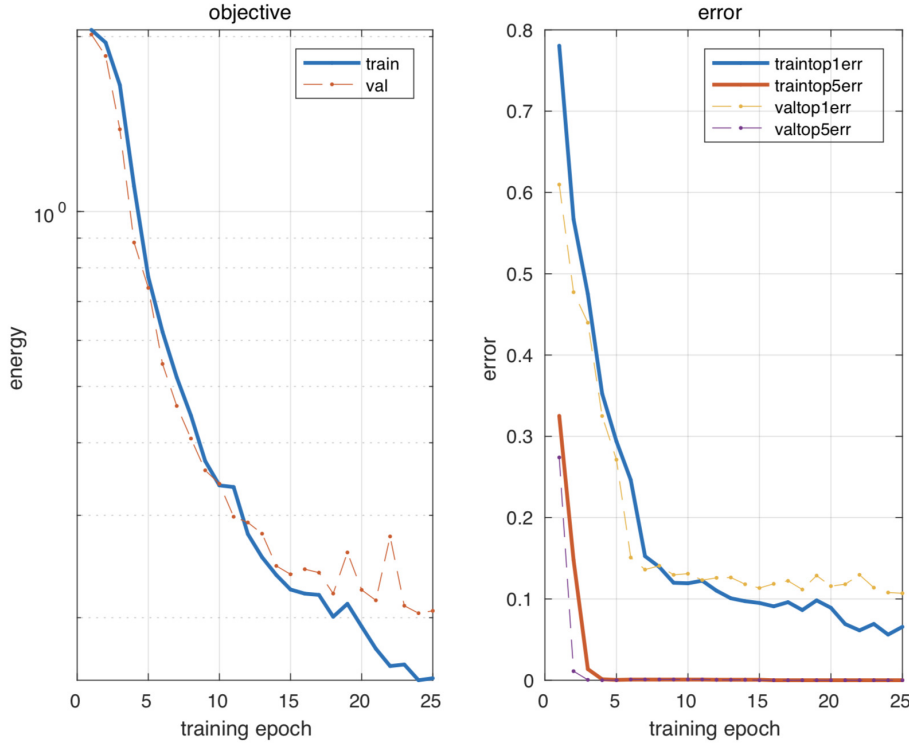 objective
train
val
10^0
energy
0 5 10 15 20 25
training epoch
error
traintop1err
traintop5err
valtop1err
valtop5err
0.8
0.7
0.6
0.5
0.4
0.3
0.2
0.1
0
error
0 5 10 15 20 25
training epoch